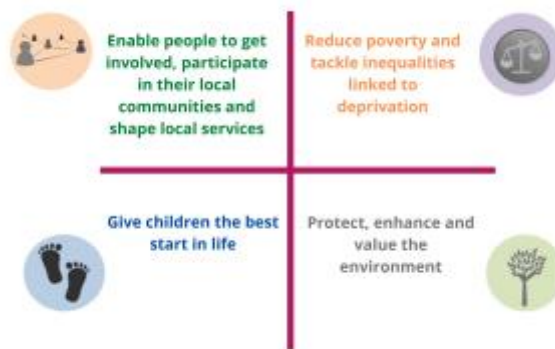 Enable people to get
involved, participate
in their local
communities and
shape local services
Reduce poverty and
tackle inequalities
linked to
deprivation
Give children the best
start in life
Protect, enhance and
value the
environment